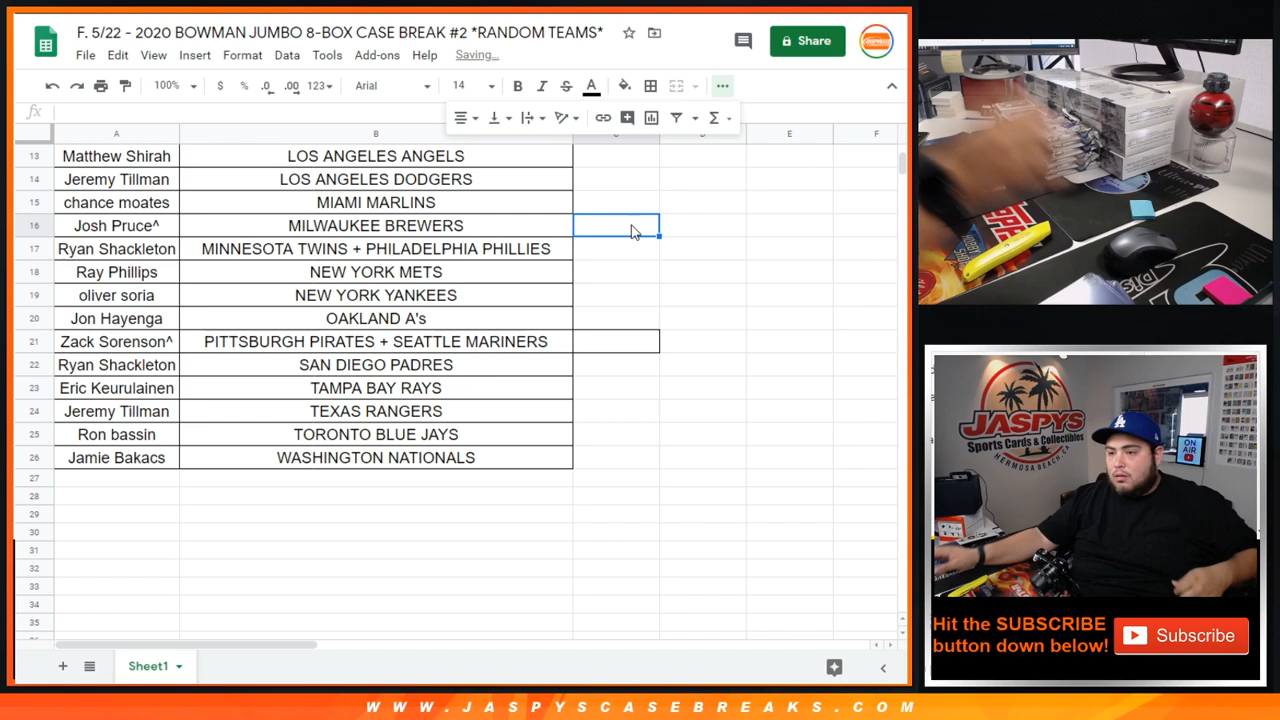 F. 5/22 - 2020 BOWMAN JUMBO 8-BOX CASE BREAK #2 *RANDOM TEAMS*
File Edit View Insert Format Data Tools Add-ons Help Saving...
Share
100% $ % .0 .00 123 Arial 14 B I S A
fx
A B C D E F
13 Matthew Shirah LOS ANGELES ANGELS
14 Jeremy Tillman LOS ANGELES DODGERS
15 chance moates MIAMI MARLINS
16 Josh Pruce^ MILWAUKEE BREWERS
17 Ryan Shackleton MINNESOTA TWINS + PHILADELPHIA PHILLIES
18 Ray Phillips NEW YORK METS
19 oliver soria NEW YORK YANKEES
20 Jon Hayenga OAKLAND A's
21 Zack Sorenson^ PITTSBURGH PIRATES + SEATTLE MARINERS
22 Ryan Shackleton SAN DIEGO PADRES
23 Eric Keurulainen TAMPA BAY RAYS
24 Jeremy Tillman TEXAS RANGERS
25 Ron bassin TORONTO BLUE JAYS
26 Jamie Bakacs WASHINGTON NATIONALS
27
28
29
30
31
32
33
34
35
Sheet1
JASPYS
Sports Cards & Collectibles
HERMOSA BEACH, CA
ON
AIR
LA
Hit the SUBSCRIBE
button down below!
Subscribe
WWW.JASPYSCASEBREAKS.COM